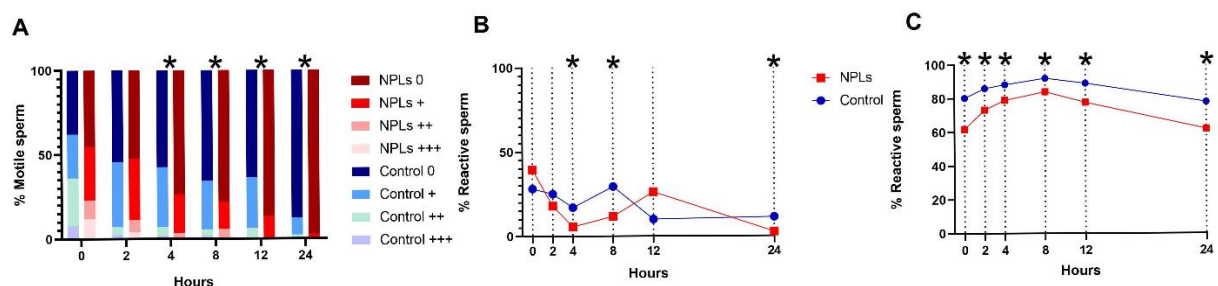 A
% Motile sperm
100
50
0
* * * *
0 2 4 8 12 24
Hours
NPLs 0
NPLs +
NPLs ++
NPLs +++
Control 0
Control +
Control ++
Control +++
B
% Reactive sperm
100
50
0
* * *
0 2 4 8 12 24
Hours
NPLs
Control
C
% Reactive sperm
100
80
60
40
20
0
* * * * * *
0 2 4 8 12 24
Hours